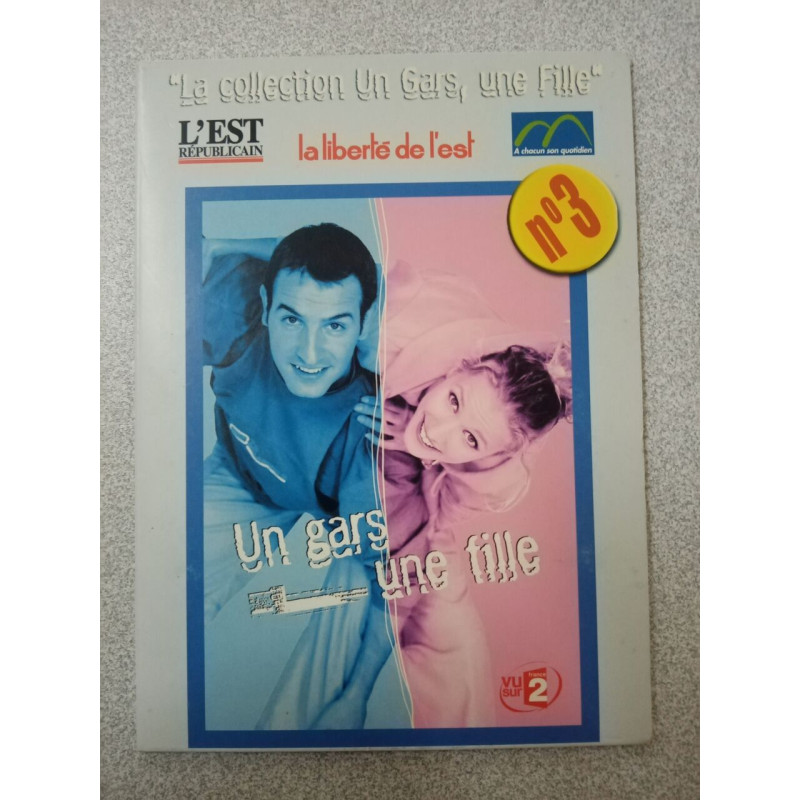 "La collection Un Gars, une Fille"
L'EST
RÉPUBLICAIN
la liberté de l'est
A chacun son quotidien
n°3
Un gars
une fille
vu
sur
france
2